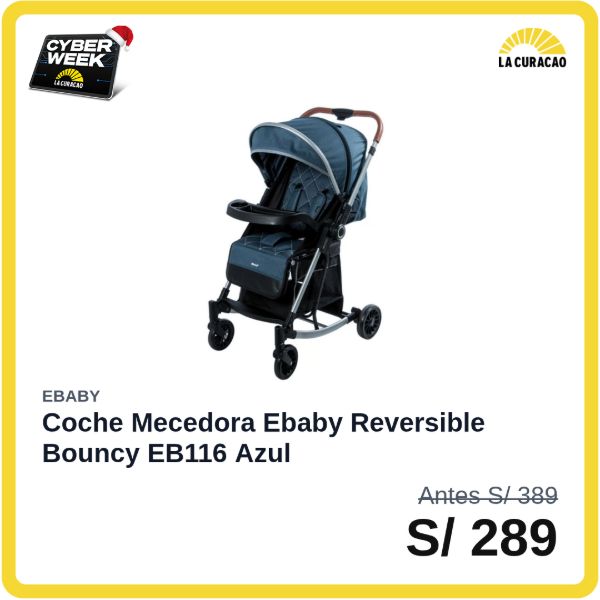 CYBER
WEEK
LA CURACAO
LA CURACAO
EBABY
Coche Mecedora Ebaby Reversible
Bouncy EB116 Azul
Antes S/ 389
S/ 289